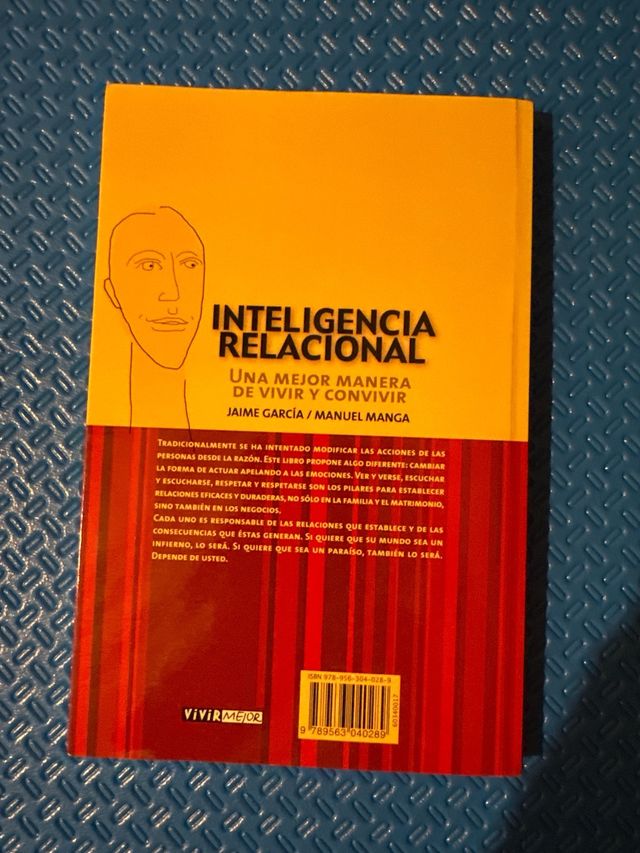 INTELIGENCIA
RELACIONAL
UNA MEJOR MANERA
DE VIVIR Y CONVIVIR
JAIME GARCÍA / MANUEL MANGA
TRADICIONALMENTE SE HA INTENTADO MODIFICAR LAS ACCIONES DE LAS
PERSONAS DESDE LA RAZÓN. ESTE LIBRO PROPONE ALGO DIFERENTE: CAMBIAR
LA FORMA DE ACTUAR APELANDO A LAS EMOCIONES. VER Y VERSE, ESCUCHAR
Y ESCUCHARSE, RESPETAR Y RESPETARSE SON LOS PILARES PARA ESTABLECER
RELACIONES EFICACES Y DURADERAS, NO SÓLO EN LA FAMILIA Y EL MATRIMONIO,
SINO TAMBIÉN EN LOS NEGOCIOS.
CADA UNO ES RESPONSABLE DE LAS RELACIONES QUE ESTABLECE Y DE LAS
CONSECUENCIAS QUE ÉSTAS GENERAN. SI QUIERE QUE SU MUNDO SEA UN
INFIERNO, LO SERÁ. SI QUIERE QUE SEA UN PARAÍSO, TAMBIÉN LO SERÁ.
DEPENDE DE USTED.
ISBN 978-956-304-028-9
9 789563 040289
60140017
VIVIR MEJOR